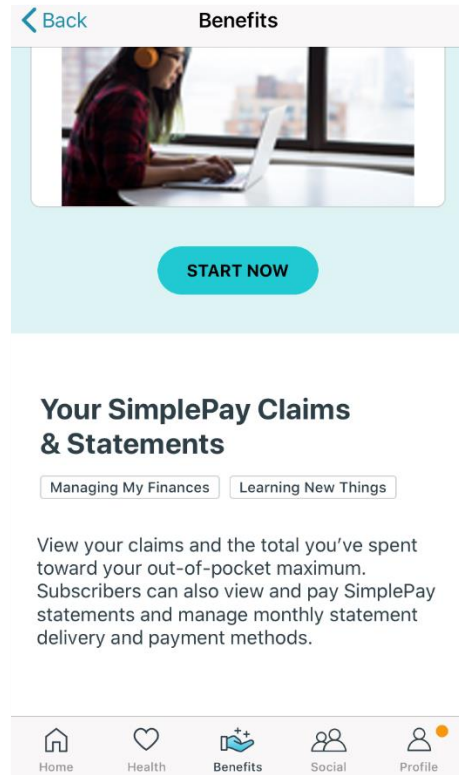 Back
Benefits
START NOW
Your SimplePay Claims
& Statements
Managing My Finances
Learning New Things
View your claims and the total you’ve spent
toward your out-of-pocket maximum.
Subscribers can also view and pay SimplePay
statements and manage monthly statement
delivery and payment methods.
Home
Health
Benefits
Social
Profile